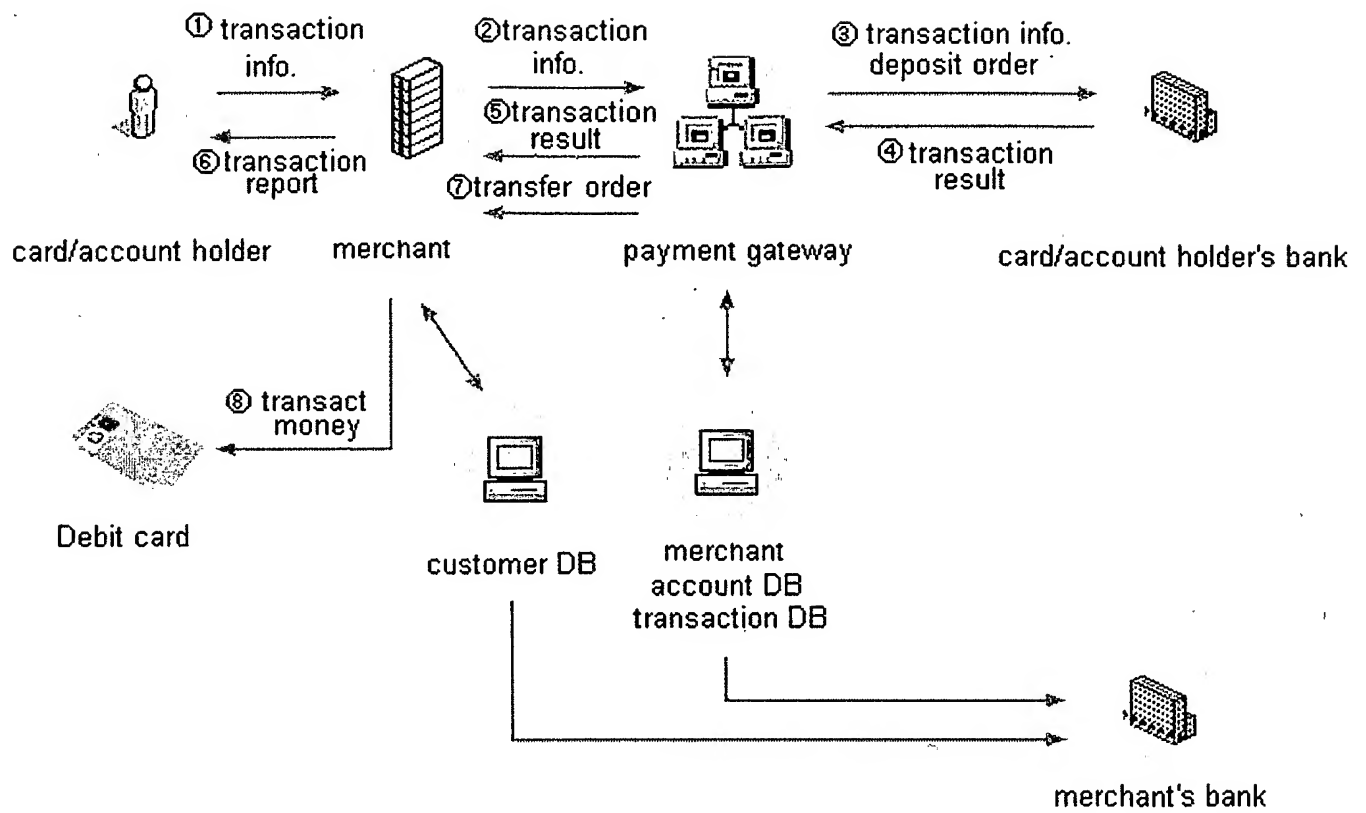 ① transaction
info.
②transaction
info.
③ transaction info.
deposit order
⑤transaction
result
④ transaction
result
⑥transaction
report
⑦transfer order
card/account holder
merchant
payment gateway
card/account holder's bank
⑧ transact
money
Debit card
customer DB
merchant
account DB
transaction DB
merchant's bank